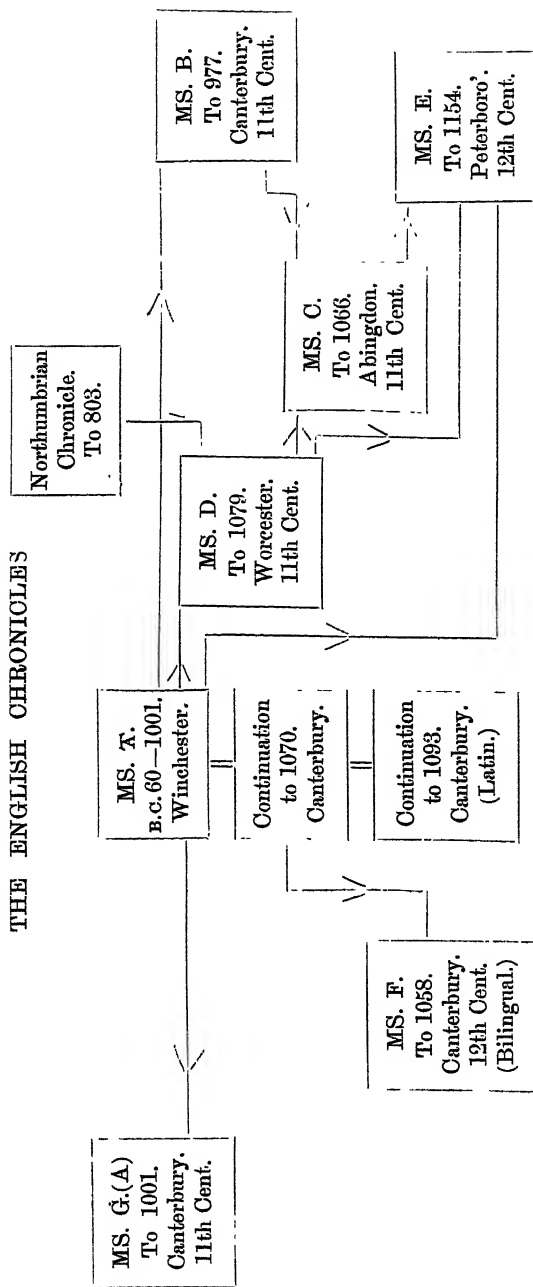 THE ENGLISH CHRONICLES
Northumbrian
Chronicle.
To 803.
MS. A.
B.C. 60—1001.
Winchester.
MS. D.
To 1079.
Worcester.
11th Cent.
MS. B.
To 977.
Canterbury.
11th Cent.
MS. G.(A)
To 1001.
Canterbury.
11th Cent.
Continuation
to 1070.
Canterbury.
MS. C.
To 1066.
Abingdon.
11th Cent.
Continuation
to 1093.
Canterbury.
(Latin.)
MS. F.
To 1058.
Canterbury.
12th Cent.
(Bilingual.)
MS. E.
To 1154.
Peterboro'.
12th Cent.